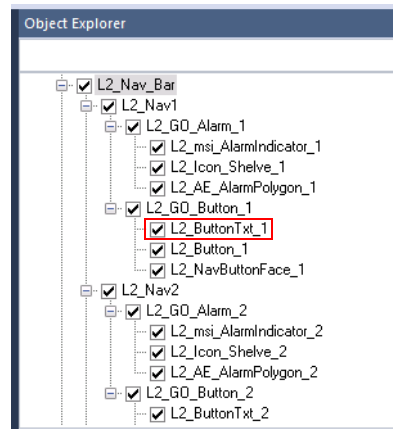 Object Explorer
L2_Nav_Bar
L2_Nav1
L2_GO_Alarm_1
L2_msi_AlarmIndicator_1
L2_Icon_Shelve_1
L2_AE_AlarmPolygon_1
L2_GO_Button_1
L2_ButtonTxt_1
L2_Button_1
L2_NavButtonFace_1
L2_Nav2
L2_GO_Alarm_2
L2_msi_AlarmIndicator_2
L2_Icon_Shelve_2
L2_AE_AlarmPolygon_2
L2_GO_Button_2
L2_ButtonTxt_2